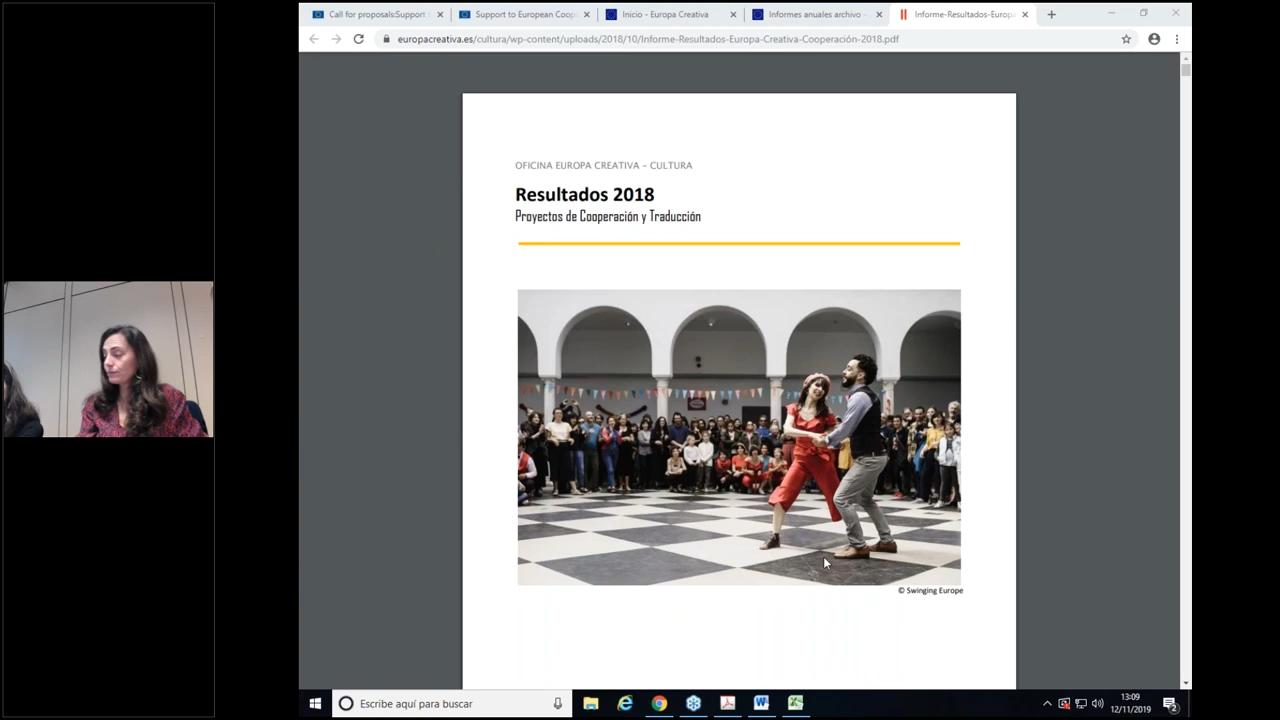 Call for proposals:Support
Support to European Coop
Inicio - Europa Creativa
Informes anuales archivo -
Informe-Resultados-Europa
europacreativa.es/cultura/wp-content/uploads/2018/10/Informe-Resultados-Europa-Creativa-Cooperación-2018.pdf
OFICINA EUROPA CREATIVA – CULTURA
Resultados 2018
Proyectos de Cooperación y Traducción
© Swinging Europe
Escribe aquí para buscar
13:09
12/11/2019
2